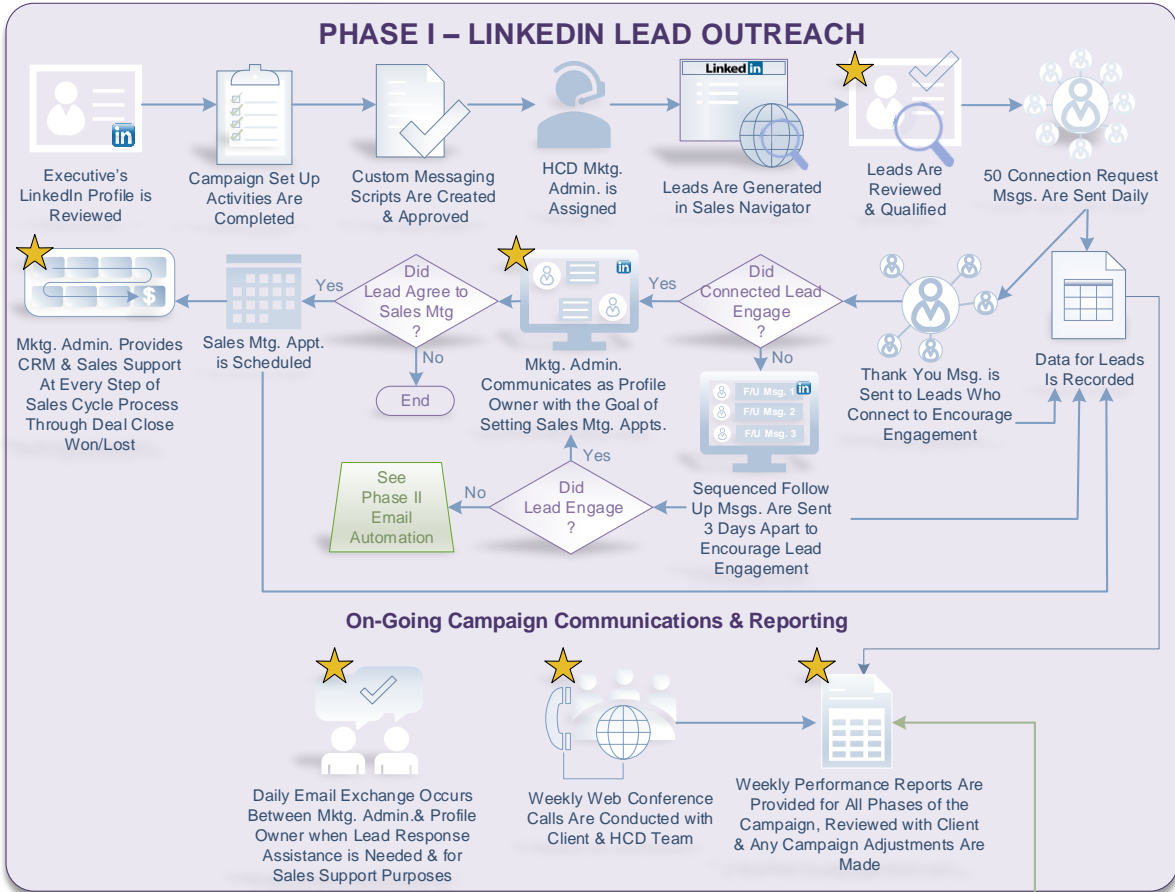 PHASE I – LINKEDIN LEAD OUTREACH
in
Executive's
LinkedIn Profile is
Reviewed
Campaign Set Up
Activities Are
Completed
Custom Messaging
Scripts Are Created
& Approved
HCD Mktg.
Admin. is
Assigned
Linked in
Leads Are Generated
in Sales Navigator
Leads Are
Reviewed
& Qualified
50 Connection Request
Msgs. Are Sent Daily
Data for Leads
Is Recorded
Thank You Msg. is
Sent to Leads Who
Connect to Encourage
Engagement
Did
Connected Lead
Engage
?
Yes
No
in
Mktg. Admin.
Communicates as Profile
Owner with the Goal of
Setting Sales Mtg. Appts.
Did
Lead Agree to
Sales Mtg
?
Yes
No
End
Sales Mtg. Appt.
is Scheduled
$
Mktg. Admin. Provides
CRM & Sales Support
At Every Step of
Sales Cycle Process
Through Deal Close
Won/Lost
in
F/U Msg. 1
F/U Msg. 2
F/U Msg. 3
Sequenced Follow
Up Msgs. Are Sent
3 Days Apart to
Encourage Lead
Engagement
Did
Lead Engage
?
Yes
No
See
Phase II
Email
Automation
On-Going Campaign Communications & Reporting
Daily Email Exchange Occurs
Between Mktg. Admin.& Profile
Owner when Lead Response
Assistance is Needed & for
Sales Support Purposes
Weekly Web Conference
Calls Are Conducted with
Client & HCD Team
Weekly Performance Reports Are
Provided for All Phases of the
Campaign, Reviewed with Client
& Any Campaign Adjustments Are
Made